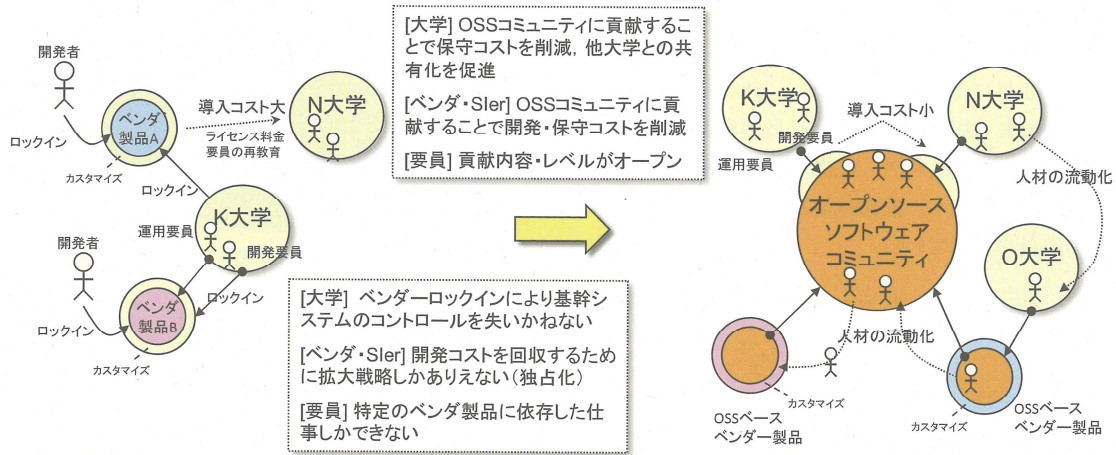 開発者
ベンダ
製品A
ロックイン
カスタマイズ
導入コスト大
ライセンス料金
要員の再教育
N大学
ロックイン
K大学
運用要員
開発要員
開発者
ベンダ
製品B
ロックイン
ロックイン
カスタマイズ
[大学] OSSコミュニティに貢献するこ
とで保守コストを削減, 他大学との共
有化を促進
[ベンダ・SIer] OSSコミュニティに貢
献することで開発・保守コストを削減
[要員] 貢献内容・レベルがオープン
[大学] ベンダーロックインにより基幹シ
ステムのコントロールを失いかねない
[ベンダ・SIer] 開発コストを回収するため
に拡大戦略しかありえない(独占化)
[要員] 特定のベンダ製品に依存した仕
事しかできない
K大学
導入コスト小
N大学
開発要員
運用要員
人材の流動化
オープンソース
ソフトウェア
コミュニティ
O大学
人材の流動化
カスタマイズ
OSSベース
ベンダー製品
カスタマイズ
OSSベース
ベンダー製品